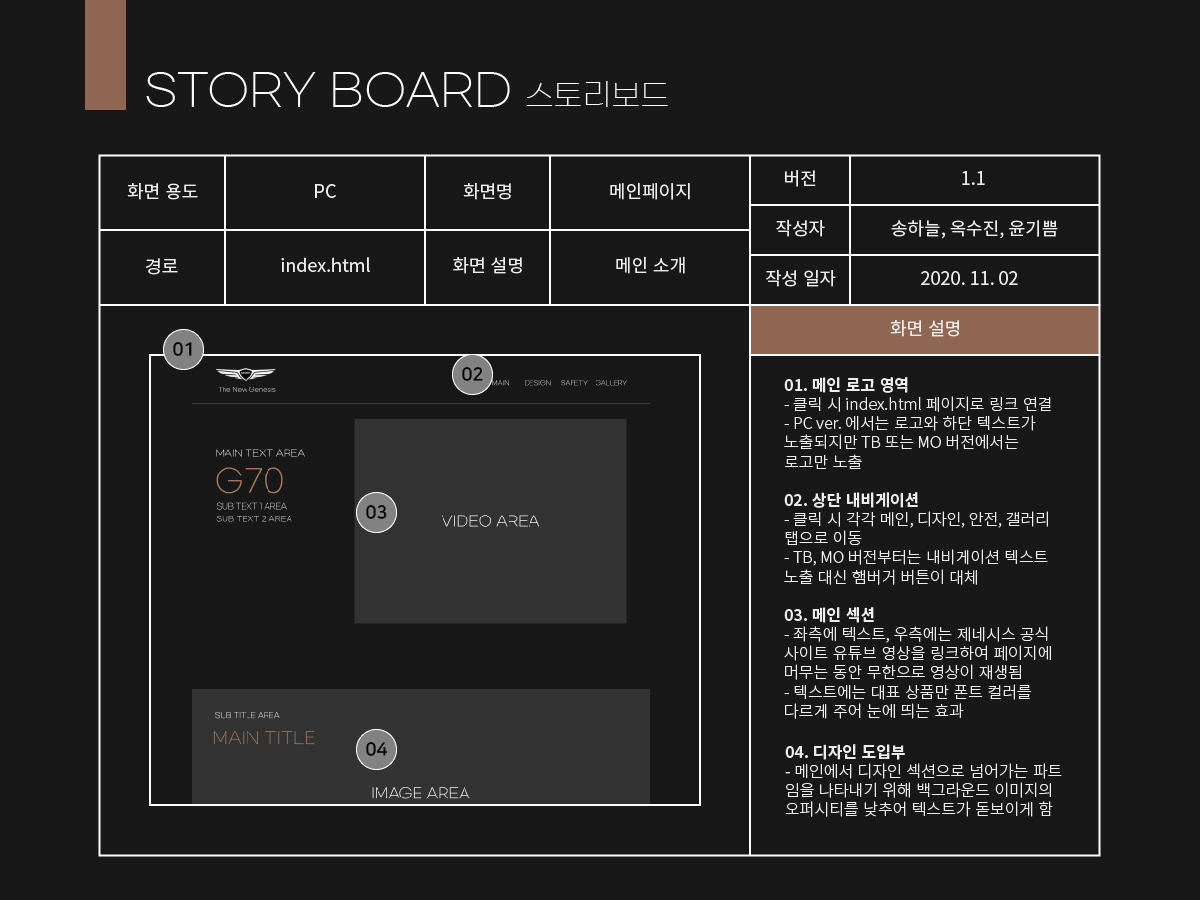 STORY BOARD 스토리보드
화면 용도 PC 화면명 메인페이지 버전 1.1
작성자 송하늘, 옥수진, 윤기쁨
경로 index.html 화면 설명 메인 소개 작성 일자 2020. 11. 02
화면 설명
01
02
The New Genesis
MAIN DESIGN SAFETY GALLERY
MAIN TEXT AREA
G70
SUB TEXT 1 AREA
SUB TEXT 2 AREA
03
VIDEO AREA
SUB TITLE AREA
MAIN TITLE
04
IMAGE AREA
01. 메인 로고 영역
- 클릭 시 index.html 페이지로 링크 연결
- PC ver. 에서는 로고와 하단 텍스트가
노출되지만 TB 또는 MO 버전에서는
로고만 노출
02. 상단 내비게이션
- 클릭 시 각각 메인, 디자인, 안전, 갤러리
탭으로 이동
- TB, MO 버전부터는 내비게이션 텍스트
노출 대신 햄버거 버튼이 대체
03. 메인 섹션
- 좌측에 텍스트, 우측에는 제네시스 공식
사이트 유튜브 영상을 링크하여 페이지에
머무는 동안 무한으로 영상이 재생됨
- 텍스트에는 대표 상품만 폰트 컬러를
다르게 주어 눈에 띄는 효과
04. 디자인 도입부
- 메인에서 디자인 섹션으로 넘어가는 파트
임을 나타내기 위해 백그라운드 이미지의
오퍼시티를 낮추어 텍스트가 돋보이게 함